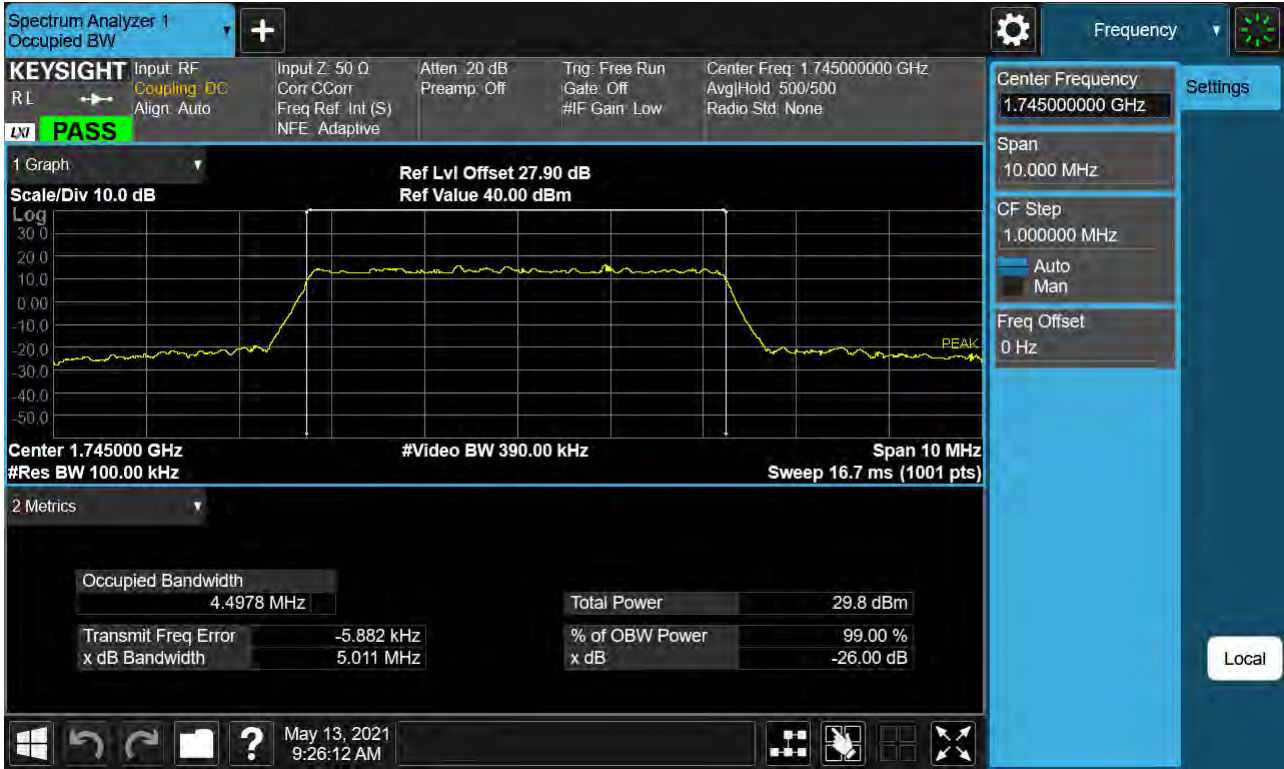 Spectrum Analyzer 1
Occupied BW
Frequency
KEYSIGHT
R L
LXI
PASS
Input: RF
Coupling: DC
Align: Auto
Input Z: 50 Ω
Corr CCorr
Freq Ref: Int (S)
NFE: Adaptive
Atten: 20 dB
Preamp: Off
Trig: Free Run
Gate: Off
#IF Gain: Low
Center Freq: 1.745000000 GHz
Avg|Hold: 500/500
Radio Std: None
Center Frequency
1.745000000 GHz
Settings
Span
10.000 MHz
CF Step
1.000000 MHz
Auto
Man
Freq Offset
0 Hz
Local
1 Graph
Scale/Div 10.0 dB
Ref Lvl Offset 27.90 dB
Ref Value 40.00 dBm
Log
30.0
20.0
10.0
0.00
-10.0
-20.0
-30.0
-40.0
-50.0
PEAK
Center 1.745000 GHz
#Video BW 390.00 kHz
Span 10 MHz
#Res BW 100.00 kHz
Sweep 16.7 ms (1001 pts)
2 Metrics
Occupied Bandwidth
4.4978 MHz
Total Power 29.8 dBm
Transmit Freq Error -5.882 kHz
% of OBW Power 99.00 %
x dB Bandwidth 5.011 MHz
x dB -26.00 dB
?
May 13, 2021
9:26:12 AM